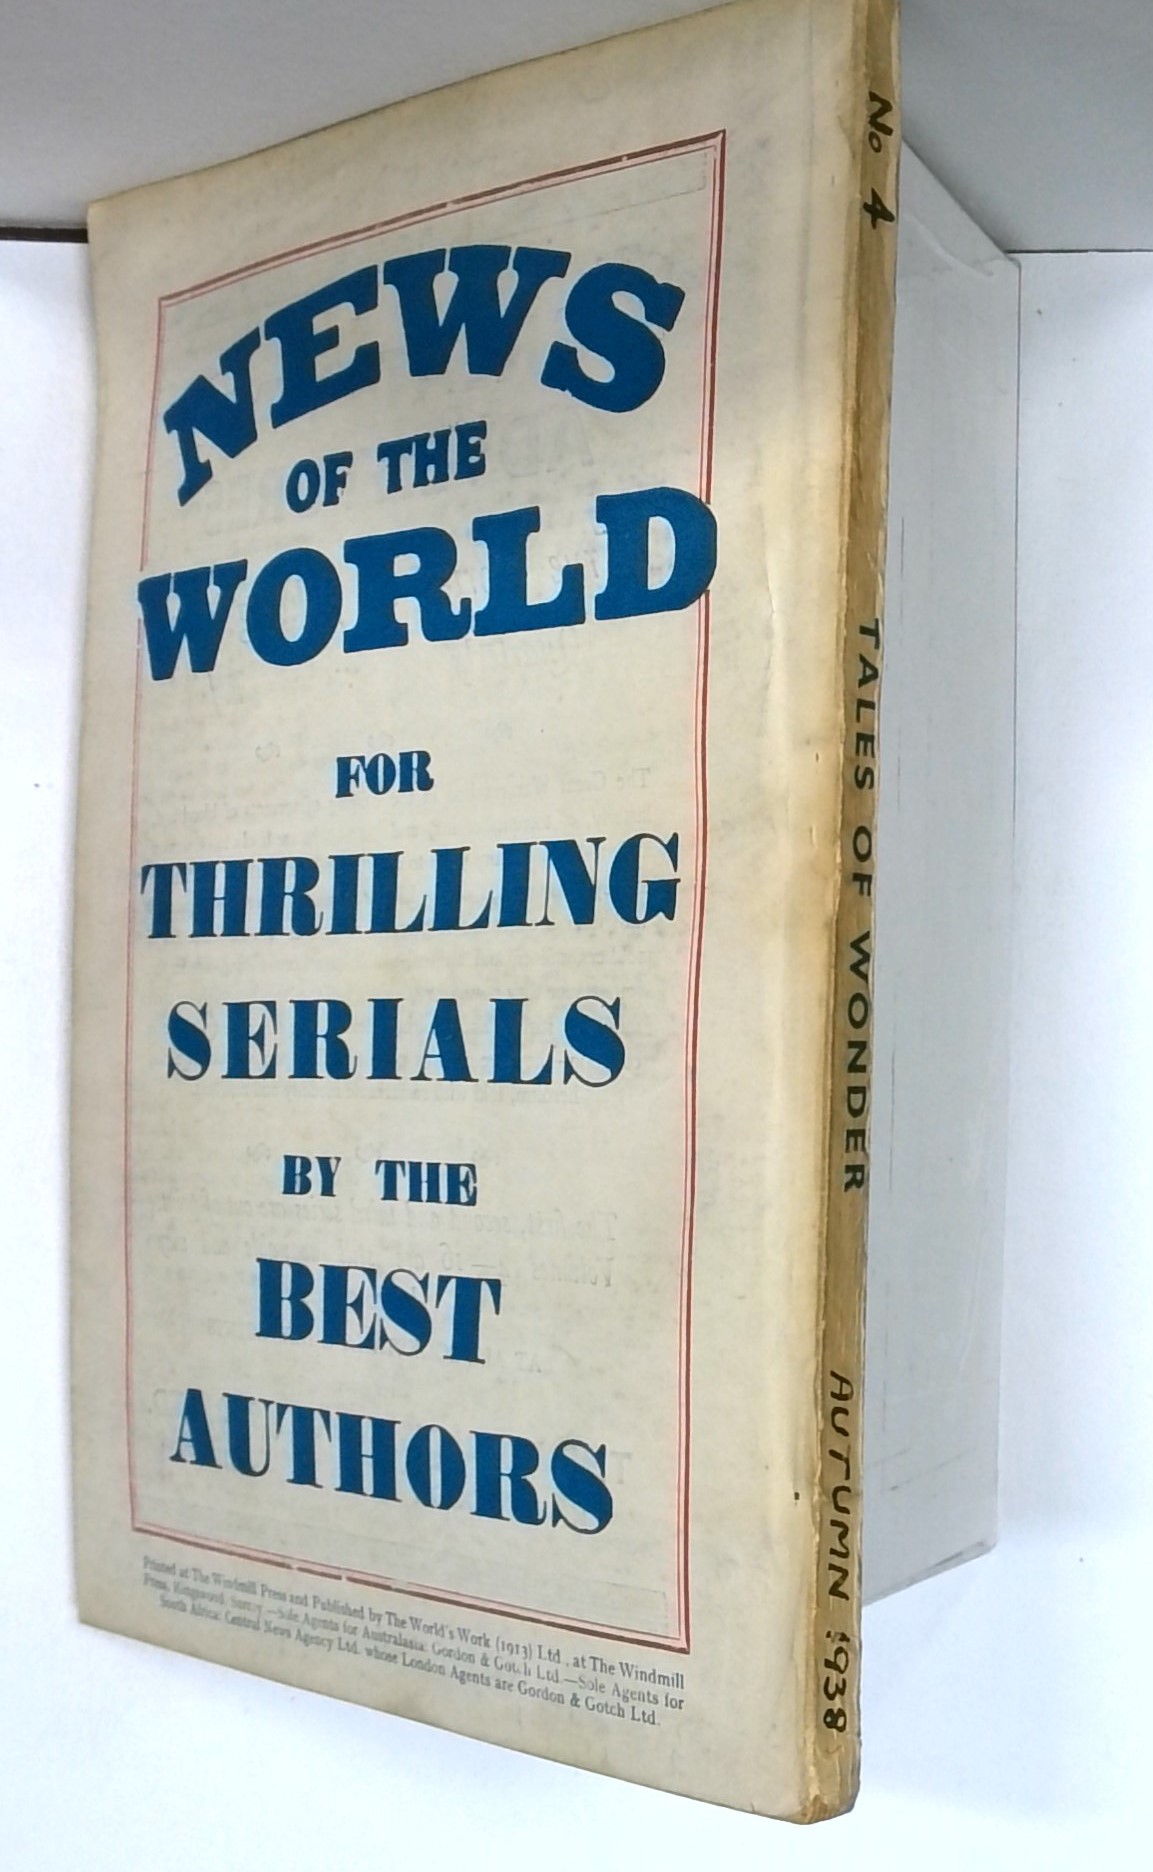 NEWS
OF THE
WORLD
FOR
THRILLING
SERIALS
BY THE
BEST
AUTHORS
Printed at The Windmill Press and Published by The World's Work (1913) Ltd., at The Windmill
Press, Kingswood, Surrey.—Sole Agents for Australasia: Gordon & Gotch Ltd.—Sole Agents for
South Africa: Central News Agency Ltd. whose London Agents are Gordon & Gotch Ltd.
No 4
TALES OF WONDER
AUTUMN 1938